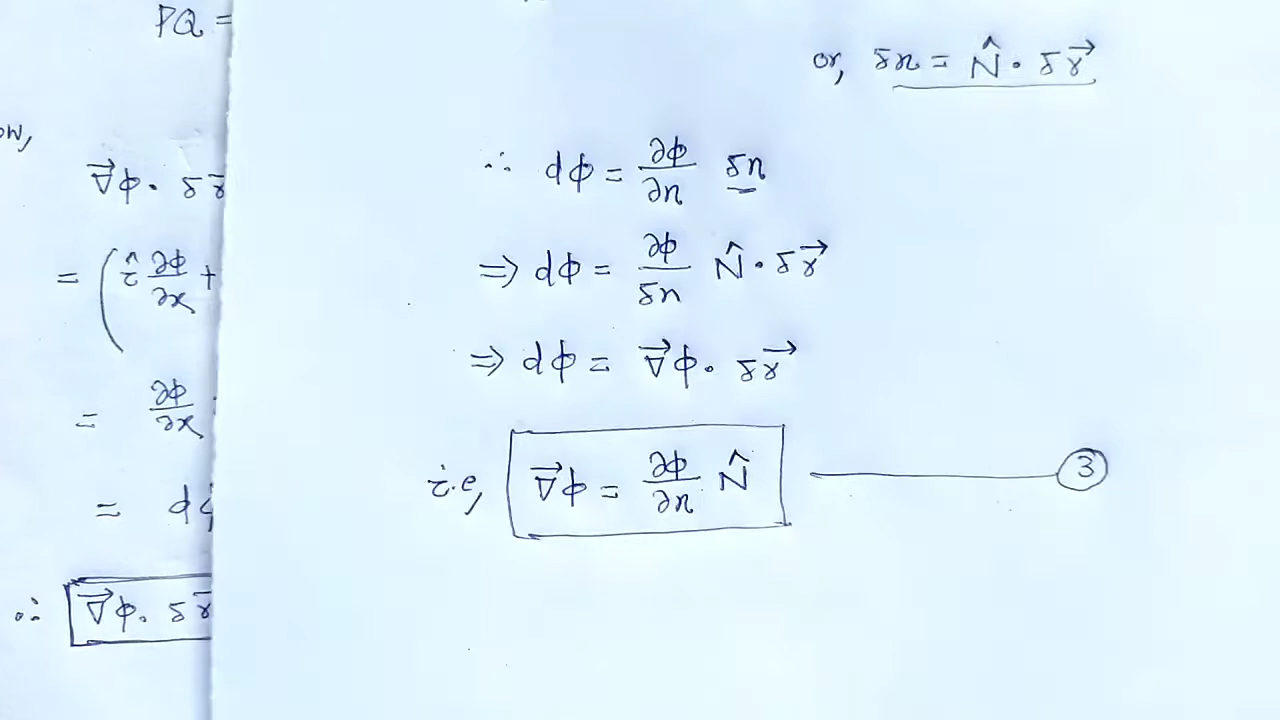 PQ =
ow,
∇⃗φ · δr⃗
= ( î ∂φ/∂x +
= ∂φ/∂x
= dφ
∴ ∇⃗φ · δr⃗
or, δn = N̂ · δr⃗
∴ dφ = ∂φ/∂n δn
⇒ dφ = ∂φ/δn N̂ · δr⃗
⇒ dφ = ∇⃗φ · δr⃗
i.e, ∇⃗φ = ∂φ/∂n N̂ ——— 3